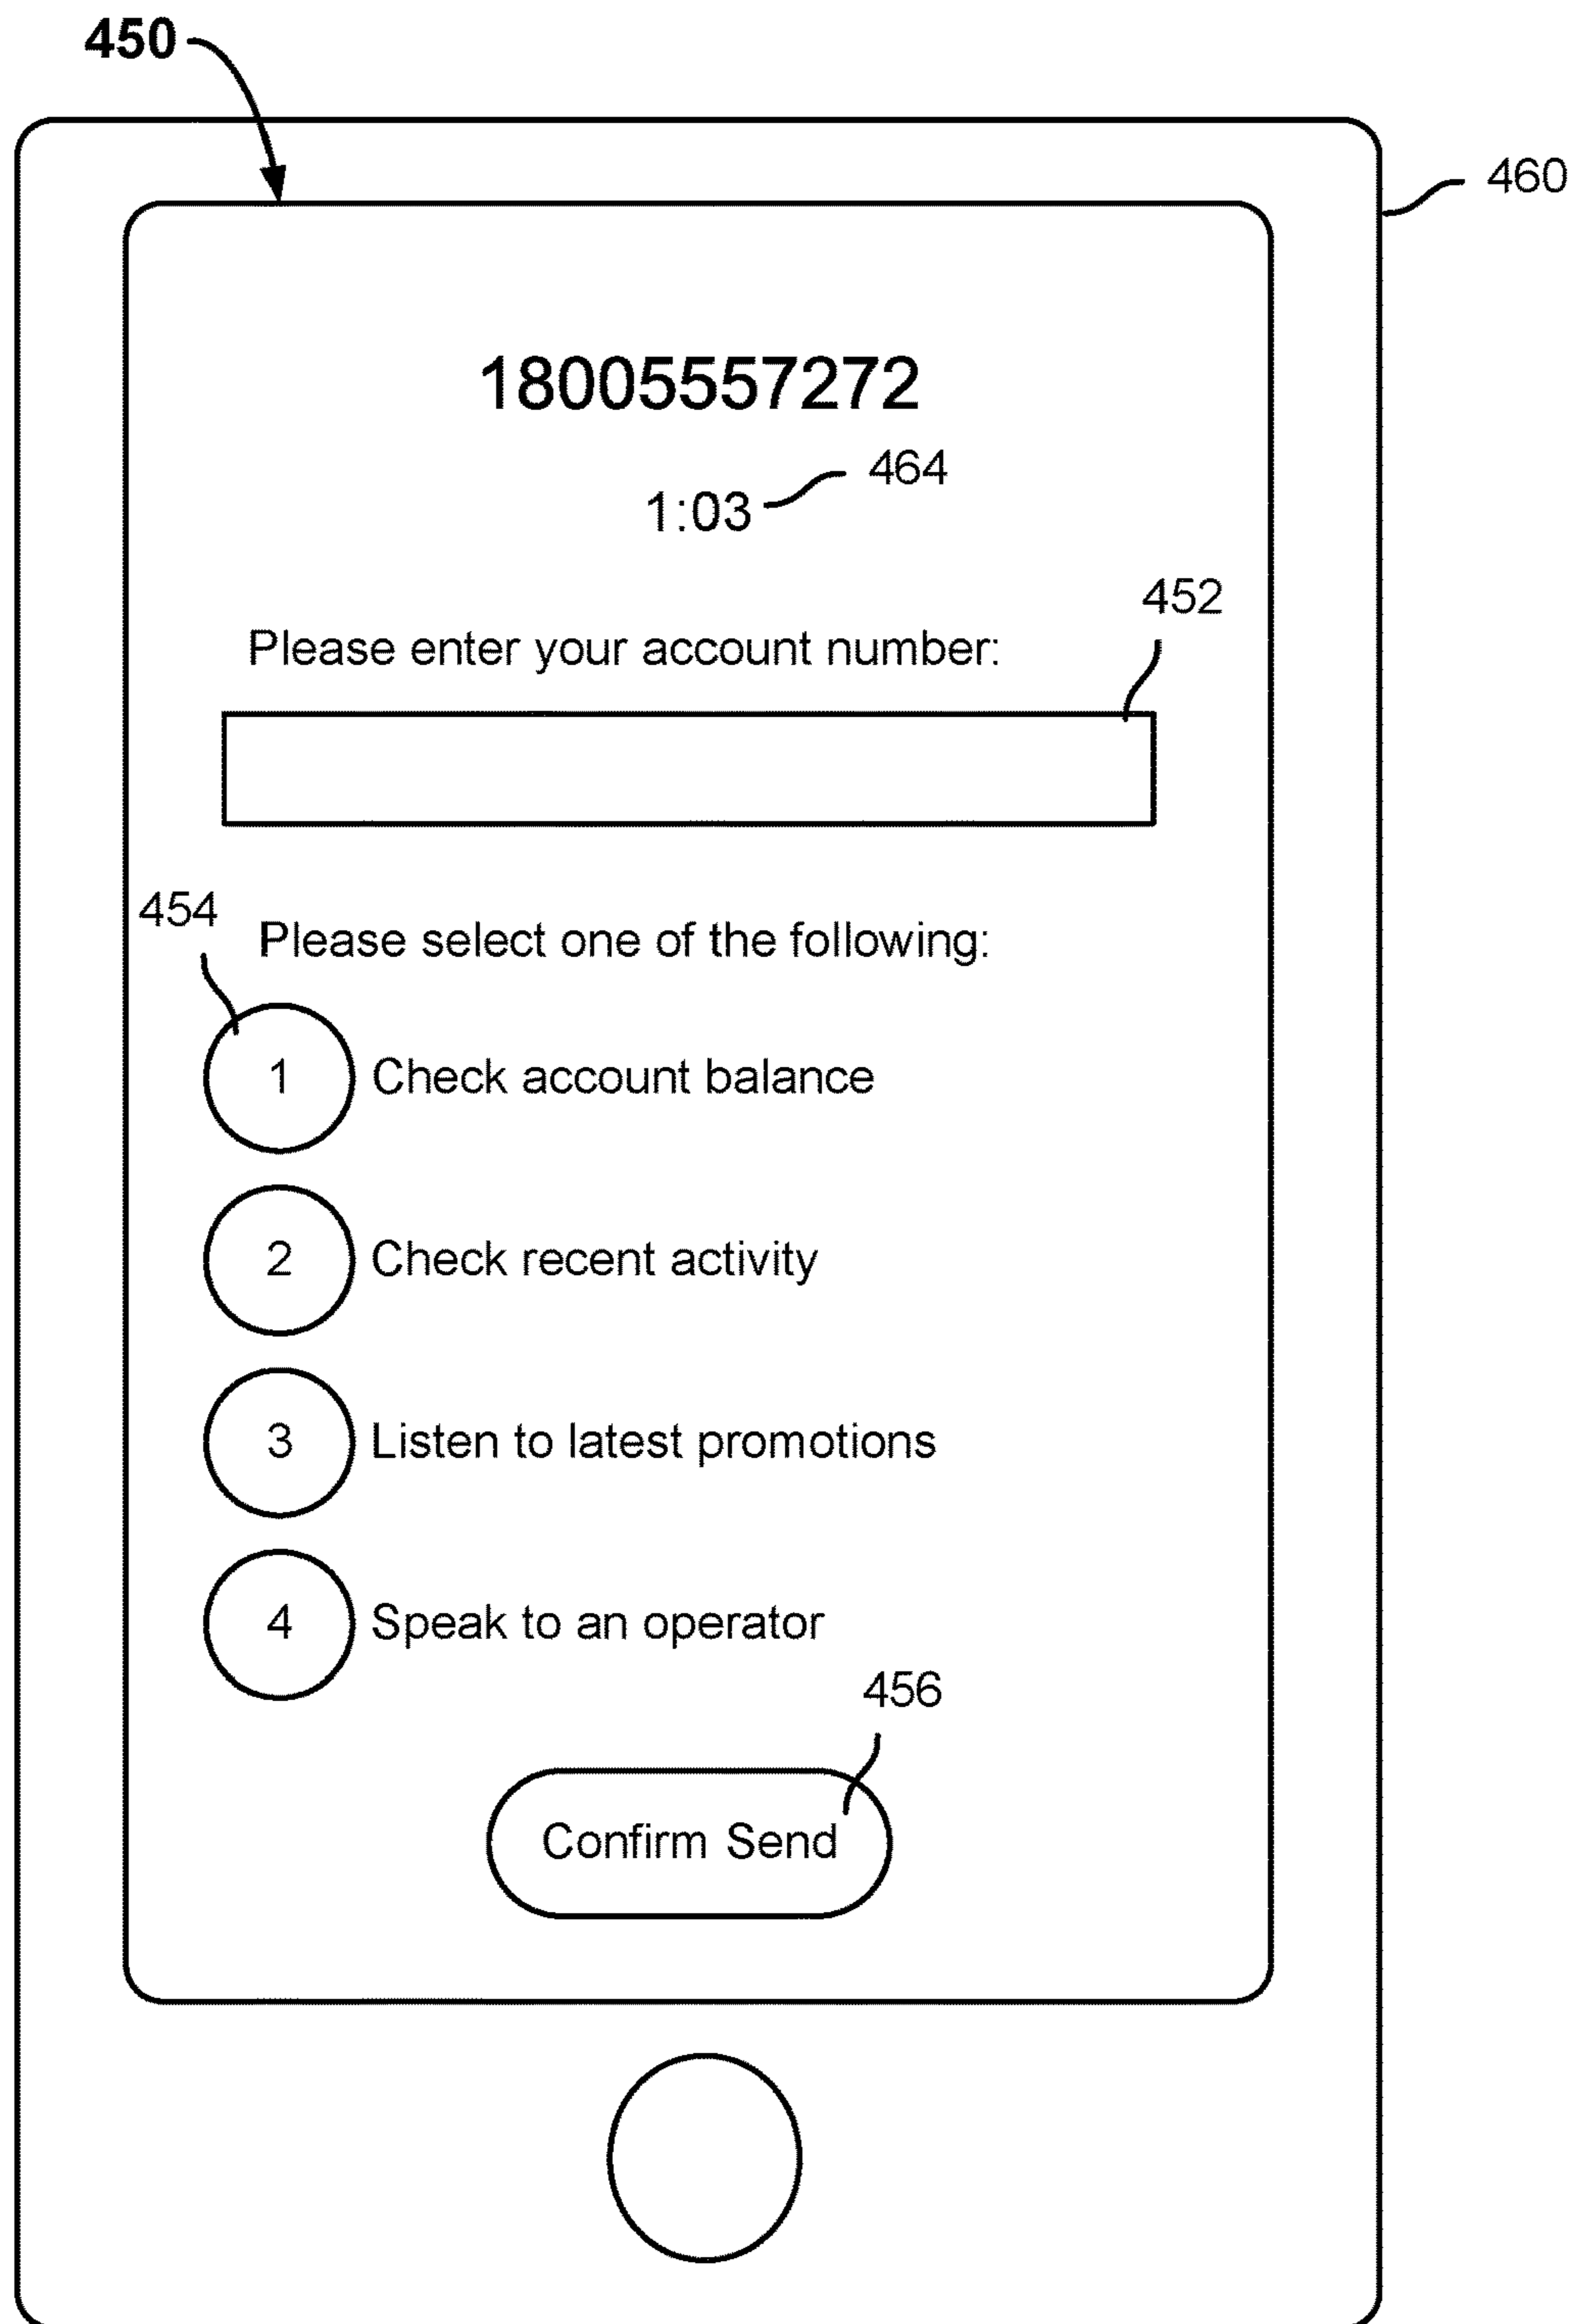 450
460
18005557272
464
1:03
452
Please enter your account number:
454
Please select one of the following:
1 Check account balance
2 Check recent activity
3 Listen to latest promotions
4 Speak to an operator
456
Confirm Send